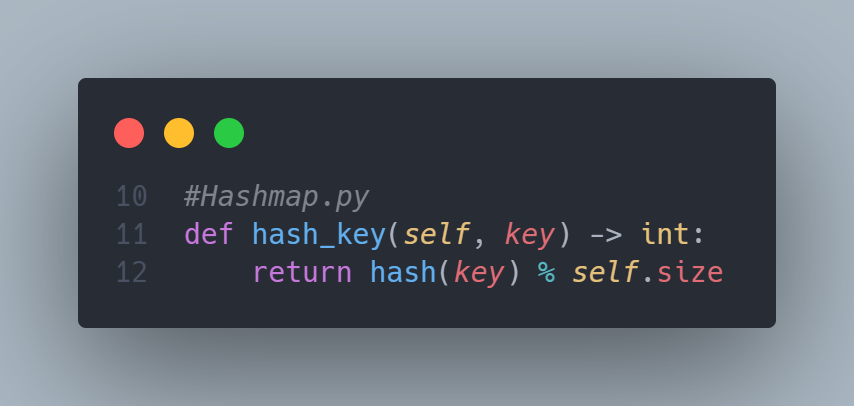 10 #Hashmap.py
11 def hash_key(self, key) -> int:
12     return hash(key) % self.size